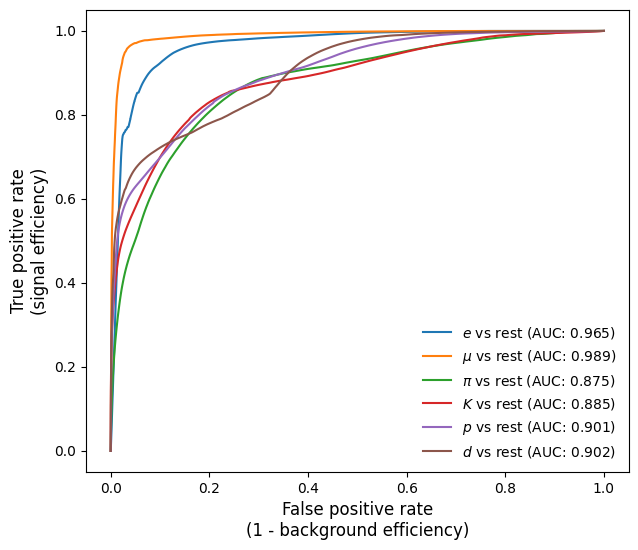 1.0
0.8
0.6
0.4
0.2
0.0
True positive rate
(signal efficiency)
e vs rest (AUC: 0.965)
μ vs rest (AUC: 0.989)
π vs rest (AUC: 0.875)
K vs rest (AUC: 0.885)
p vs rest (AUC: 0.901)
d vs rest (AUC: 0.902)
0.0 0.2 0.4 0.6 0.8 1.0
False positive rate
(1 - background efficiency)